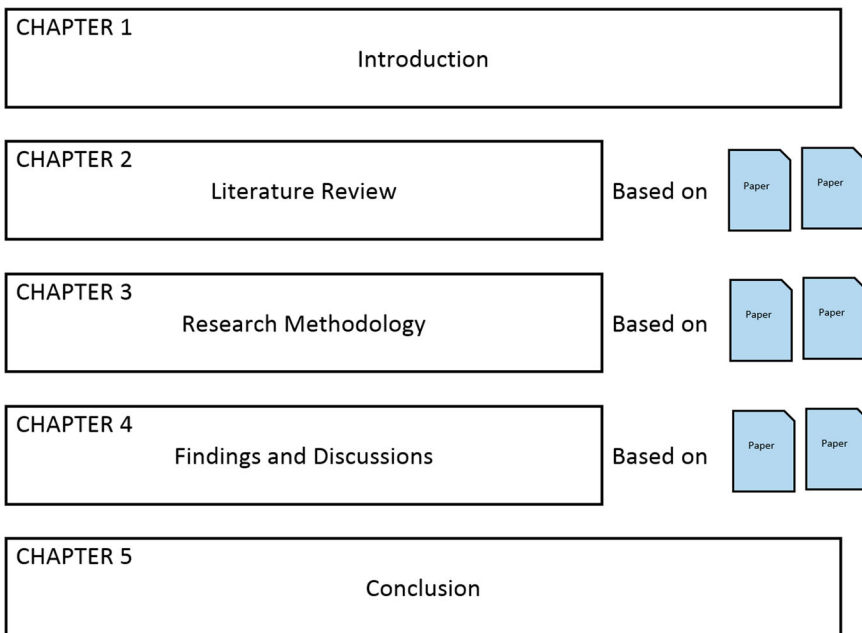 CHAPTER 1
Introduction
CHAPTER 2
Literature Review
Based on
Paper
Paper
CHAPTER 3
Research Methodology
Based on
Paper
Paper
CHAPTER 4
Findings and Discussions
Based on
Paper
Paper
CHAPTER 5
Conclusion